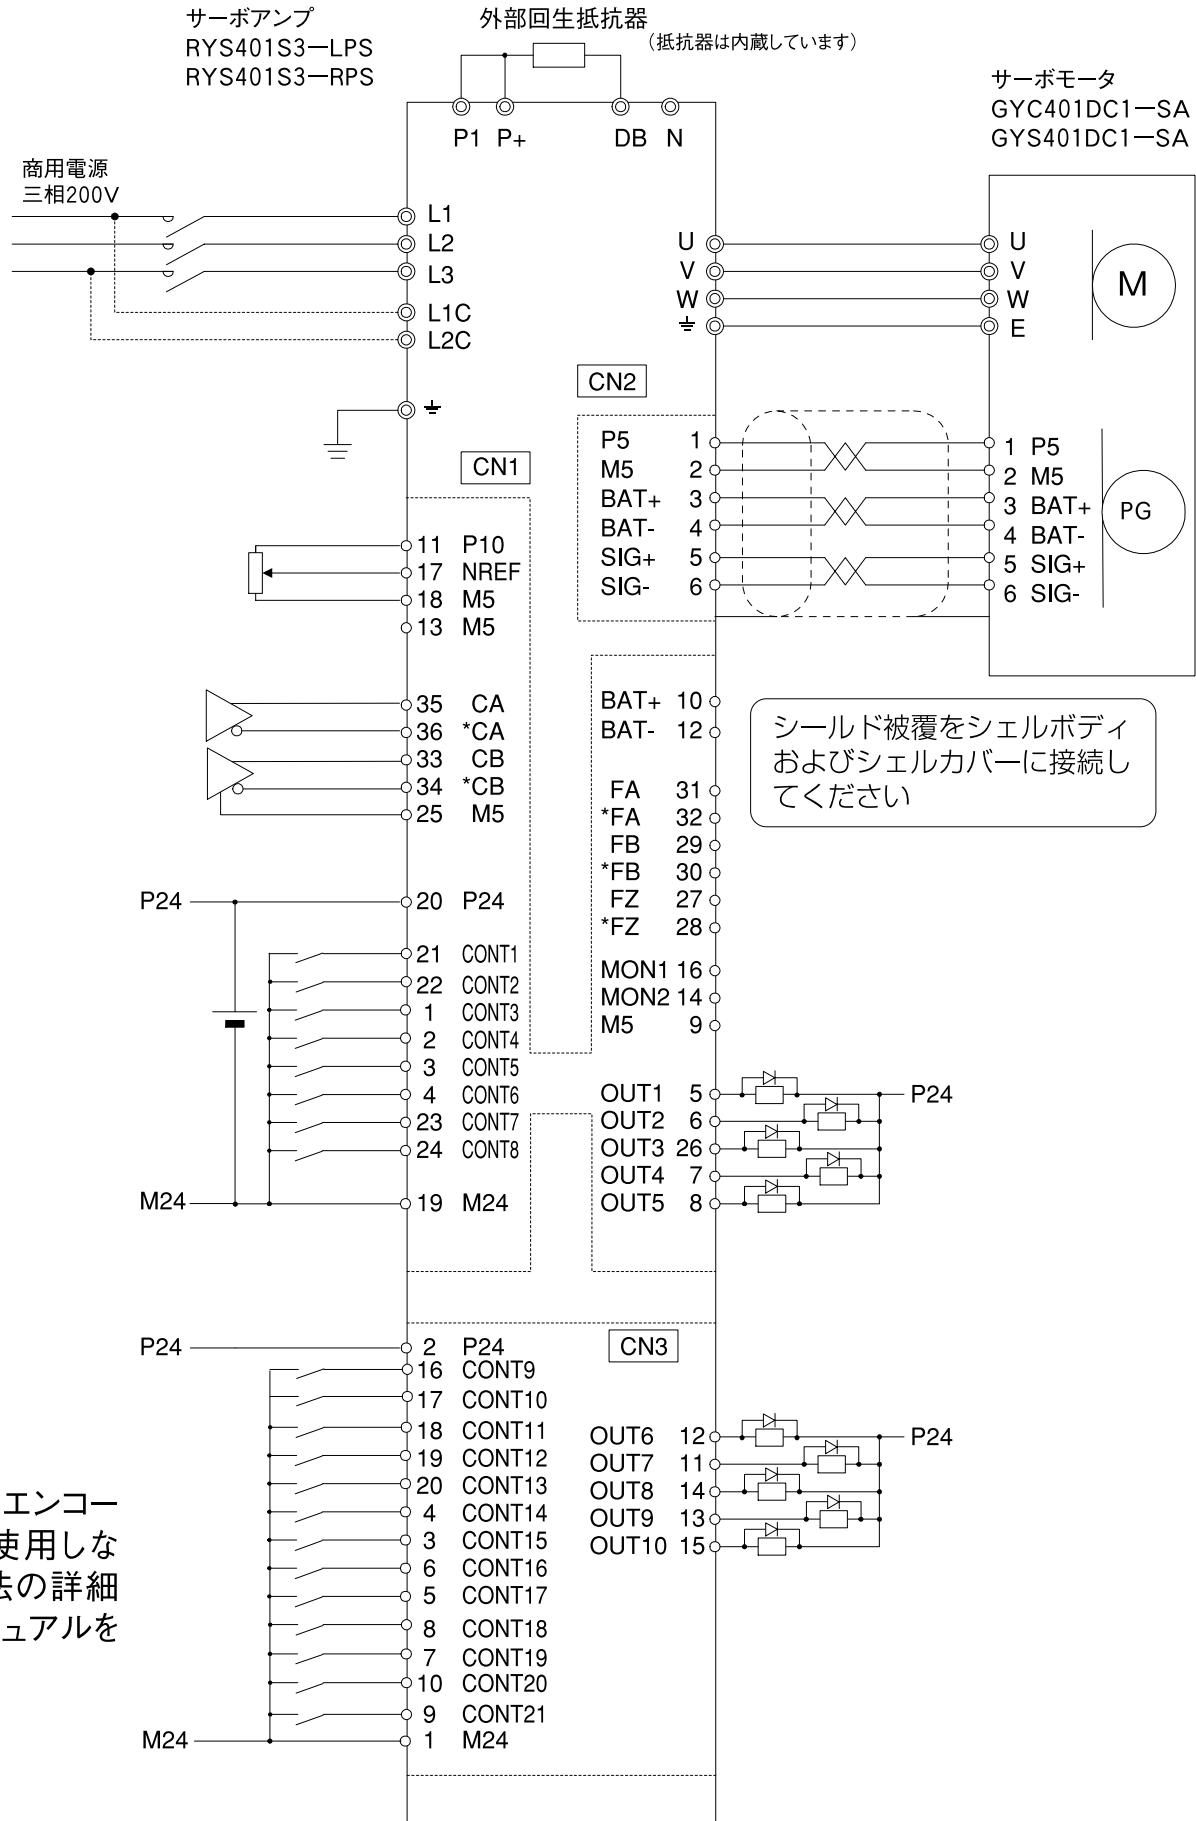 サーボアンプ
RYS401S3ーLPS
RYS401S3ーRPS
外部回生抵抗器
(抵抗器は内蔵しています)
サーボモータ
GYC401DC1ーSA
GYS401DC1ーSA
P1 P+ DB N
商用電源
三相200V
L1
L2
L3
L1C
L2C
U
V
W
U
V
W
E
M
CN2
P5 1
M5 2
BAT+ 3
BAT- 4
SIG+ 5
SIG- 6
1 P5
2 M5
3 BAT+
4 BAT-
5 SIG+
6 SIG-
PG
CN1
11 P10
17 NREF
18 M5
13 M5
35 CA
36 *CA
33 CB
34 *CB
25 M5
BAT+ 10
BAT- 12
シールド被覆をシェルボディ
およびシェルカバーに接続し
てください
FA 31
*FA 32
FB 29
*FB 30
FZ 27
*FZ 28
MON1 16
MON2 14
M5 9
P24 20 P24
21 CONT1
22 CONT2
1 CONT3
2 CONT4
3 CONT5
4 CONT6
23 CONT7
24 CONT8
M24 19 M24
OUT1 5 P24
OUT2 6
OUT3 26
OUT4 7
OUT5 8
CN3
P24 2 P24
16 CONT9
17 CONT10
18 CONT11
19 CONT12
20 CONT13
4 CONT14
3 CONT15
6 CONT16
5 CONT17
8 CONT18
7 CONT19
10 CONT20
9 CONT21
M24 1 M24
OUT6 12 P24
OUT7 11
OUT8 14
OUT9 13
OUT10 15
エンコー
使用しな
法の詳細
ュアルを